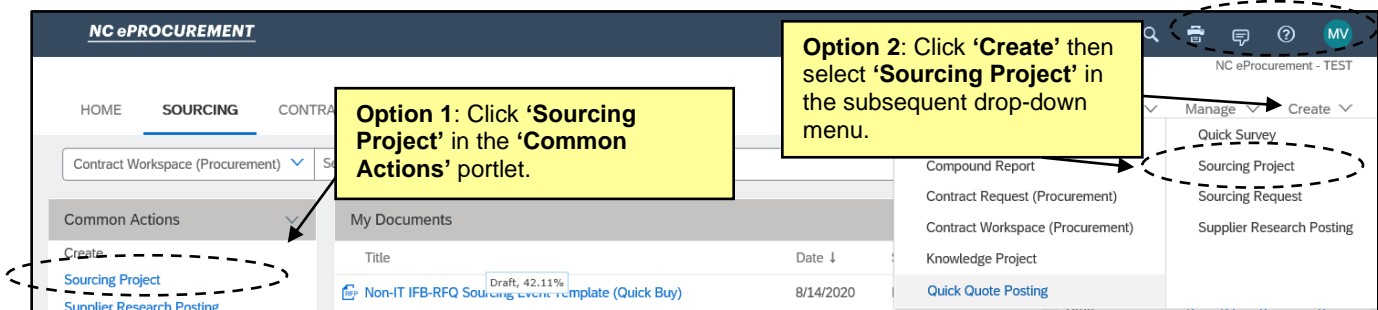 NC ePROCUREMENT
MV
NC eProcurement - TEST
Option 1: Click ‘Sourcing
Project’ in the ‘Common
Actions’ portlet.
Option 2: Click ‘Create’ then
select ‘Sourcing Project’ in
the subsequent drop-down
menu.
HOME SOURCING CONTRA
Manage Create
Contract Workspace (Procurement) Se
Compound Report
Contract Request (Procurement)
Contract Workspace (Procurement)
Knowledge Project
Quick Quote Posting
Quick Survey
Sourcing Project
Sourcing Request
Supplier Research Posting
Common Actions
Create
Sourcing Project
Supplier Research Posting
My Documents
Title Date ↓
Draft, 42.11%
Non-IT IFB-RFQ Sourcing Event Template (Quick Buy) 8/14/2020